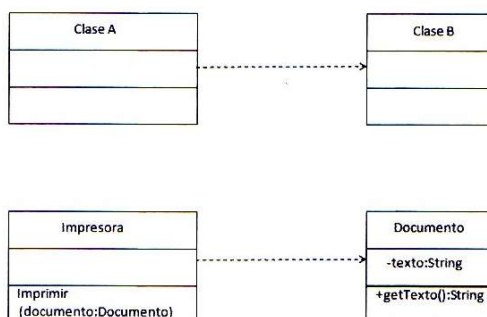 Clase A
Clase B
Impresora
Imprimir
(documento:Documento)
Documento
-texto:String
+getTexto():String